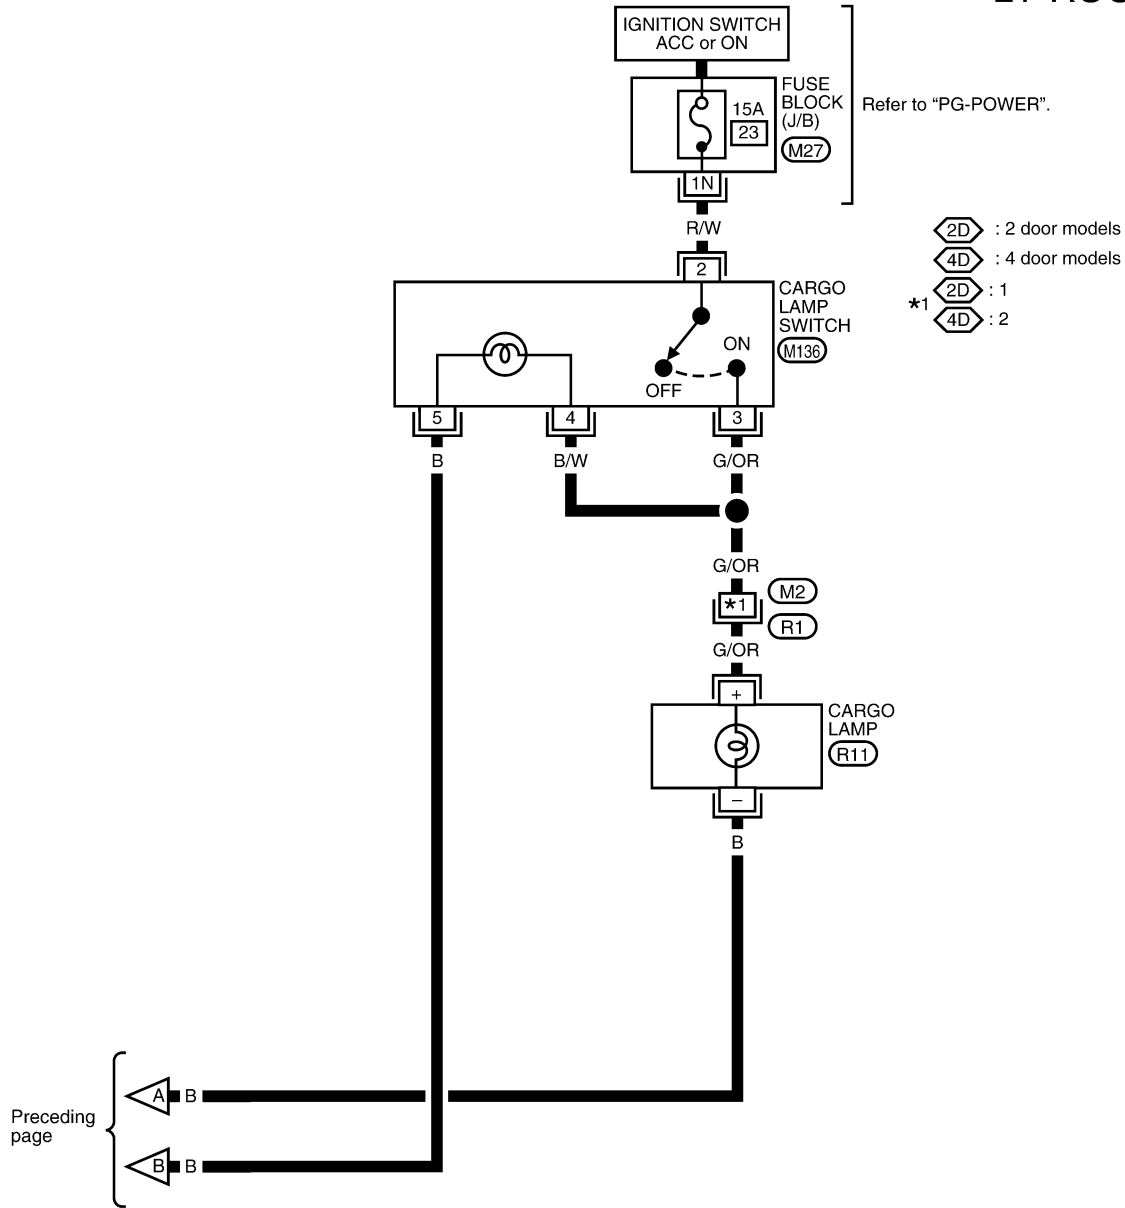 IGNITION SWITCH
ACC or ON
FUSE
BLOCK
(J/B)
15A
23
M27
Refer to “PG-POWER”.
1N
R/W
2
2D : 2 door models
4D : 4 door models
*1 2D : 1
4D : 2
CARGO
LAMP
SWITCH
M136
ON
OFF
5
4
3
B
B/W
G/OR
G/OR
*1
M2
R1
G/OR
+
CARGO
LAMP
R11
–
B
A B
Preceding
page
B B